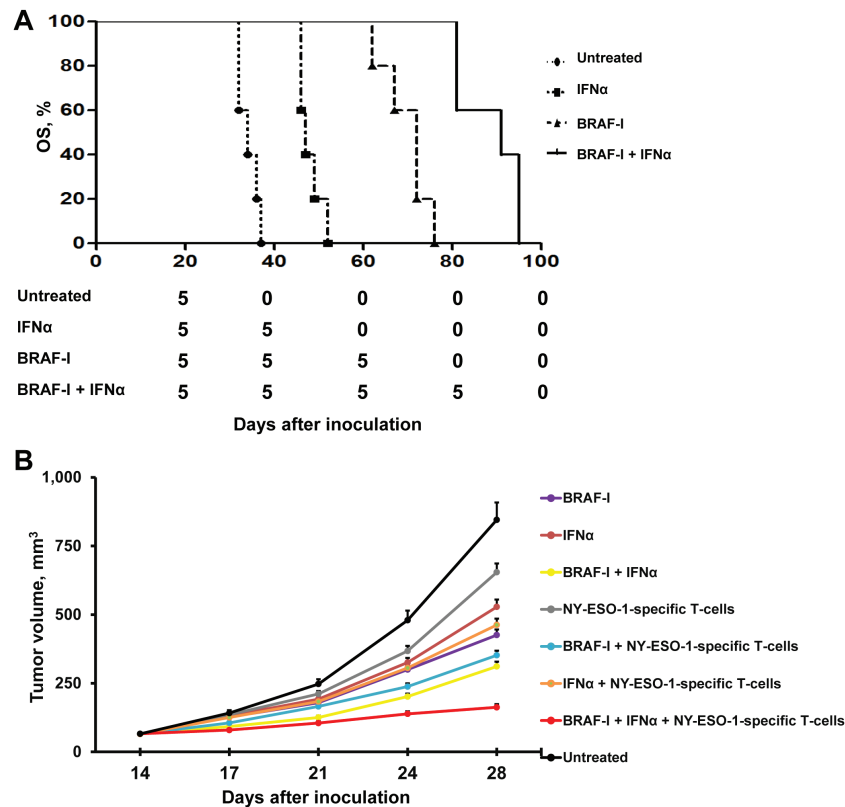 A
100
80
60
40
20
0
OS, %
0 20 40 60 80 100
Untreated
IFNα
BRAF-I
BRAF-I + IFNα
Untreated 5 0 0 0 0
IFNα 5 5 0 0 0
BRAF-I 5 5 5 0 0
BRAF-I + IFNα 5 5 5 5 0
Days after inoculation
B
1,000
750
500
250
0
Tumor volume, mm³
14 17 21 24 28
Days after inoculation
BRAF-I
IFNα
BRAF-I + IFNα
NY-ESO-1-specific T-cells
BRAF-I + NY-ESO-1-specific T-cells
IFNα + NY-ESO-1-specific T-cells
BRAF-I + IFNα + NY-ESO-1-specific T-cells
Untreated